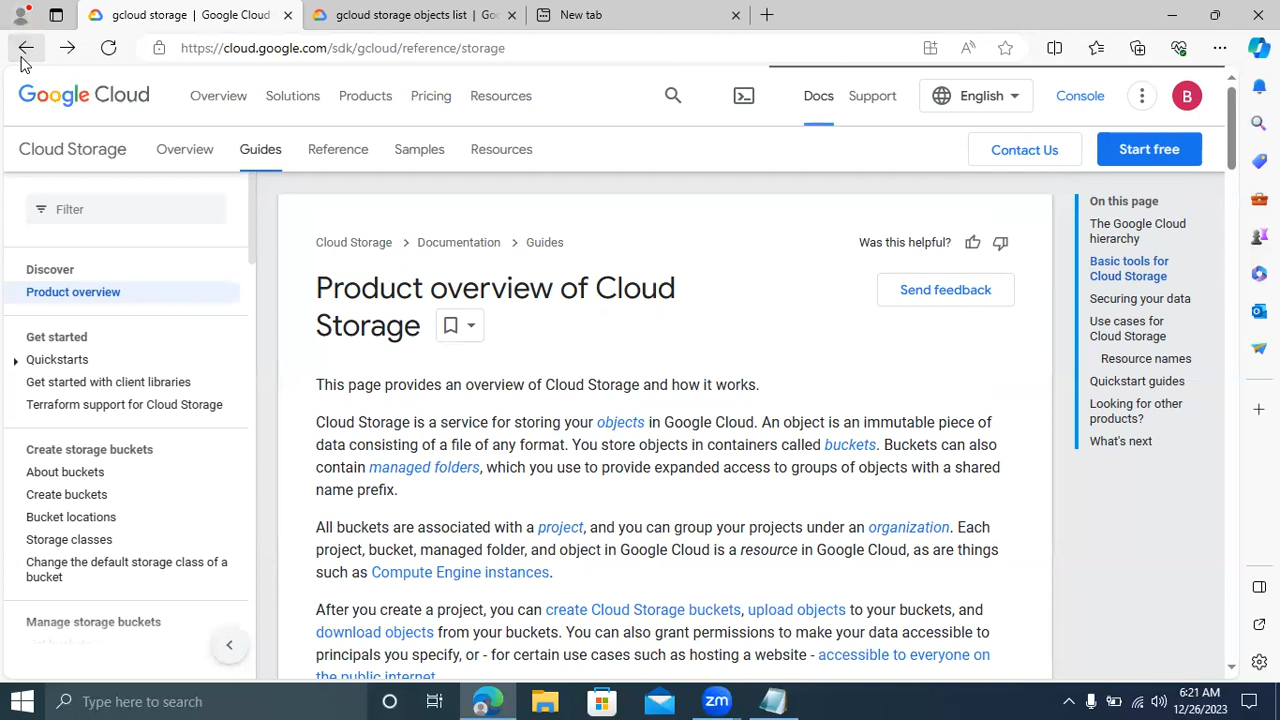 gcloud storage | Google Cloud
gcloud storage objects list | Goo
New tab
https://cloud.google.com/sdk/gcloud/reference/storage
Google Cloud
Overview
Solutions
Products
Pricing
Resources
Docs
Support
English
Console
B
Cloud Storage
Overview
Guides
Reference
Samples
Resources
Contact Us
Start free
Filter
Discover
Product overview
Get started
Quickstarts
Get started with client libraries
Terraform support for Cloud Storage
Create storage buckets
About buckets
Create buckets
Bucket locations
Storage classes
Change the default storage class of a
bucket
Manage storage buckets
Cloud Storage > Documentation > Guides
Was this helpful?
Product overview of Cloud
Storage
Send feedback
This page provides an overview of Cloud Storage and how it works.
Cloud Storage is a service for storing your objects in Google Cloud. An object is an immutable piece of
data consisting of a file of any format. You store objects in containers called buckets. Buckets can also
contain managed folders, which you use to provide expanded access to groups of objects with a shared
name prefix.
All buckets are associated with a project, and you can group your projects under an organization. Each
project, bucket, managed folder, and object in Google Cloud is a resource in Google Cloud, as are things
such as Compute Engine instances.
After you create a project, you can create Cloud Storage buckets, upload objects to your buckets, and
download objects from your buckets. You can also grant permissions to make your data accessible to
principals you specify, or - for certain use cases such as hosting a website - accessible to everyone on
the public internet.
On this page
The Google Cloud
hierarchy
Basic tools for
Cloud Storage
Securing your data
Use cases for
Cloud Storage
Resource names
Quickstart guides
Looking for other
products?
What's next
Type here to search
zm
6:21 AM
12/26/2023